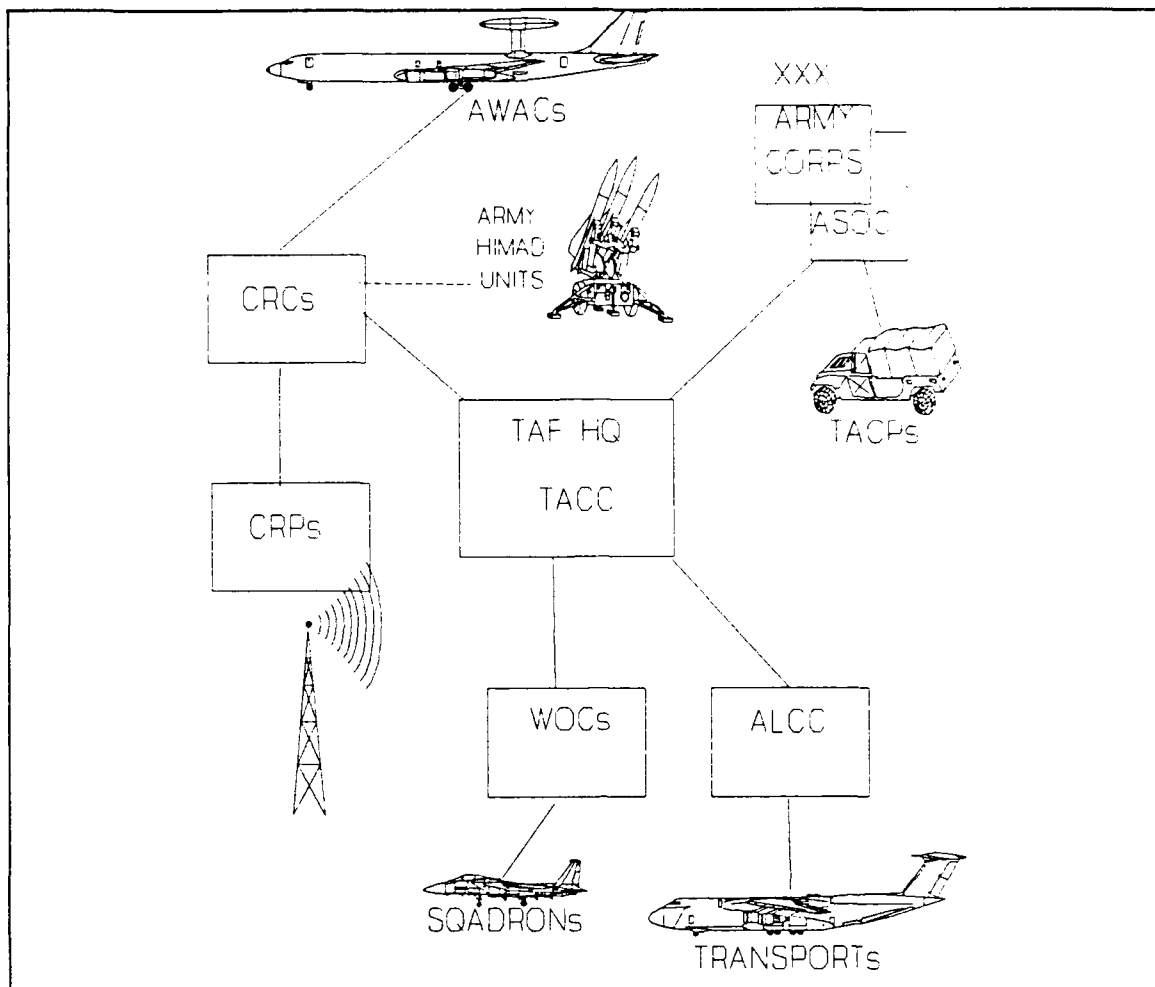 AWACs
XXX
ARMY
CORPS
ASOC
ARMY
HIMAD
UNITS
CRCs
TACPs
TAF HQ
TACC
CRPs
WOCs
ALCC
SQADRONs
TRANSPORTs